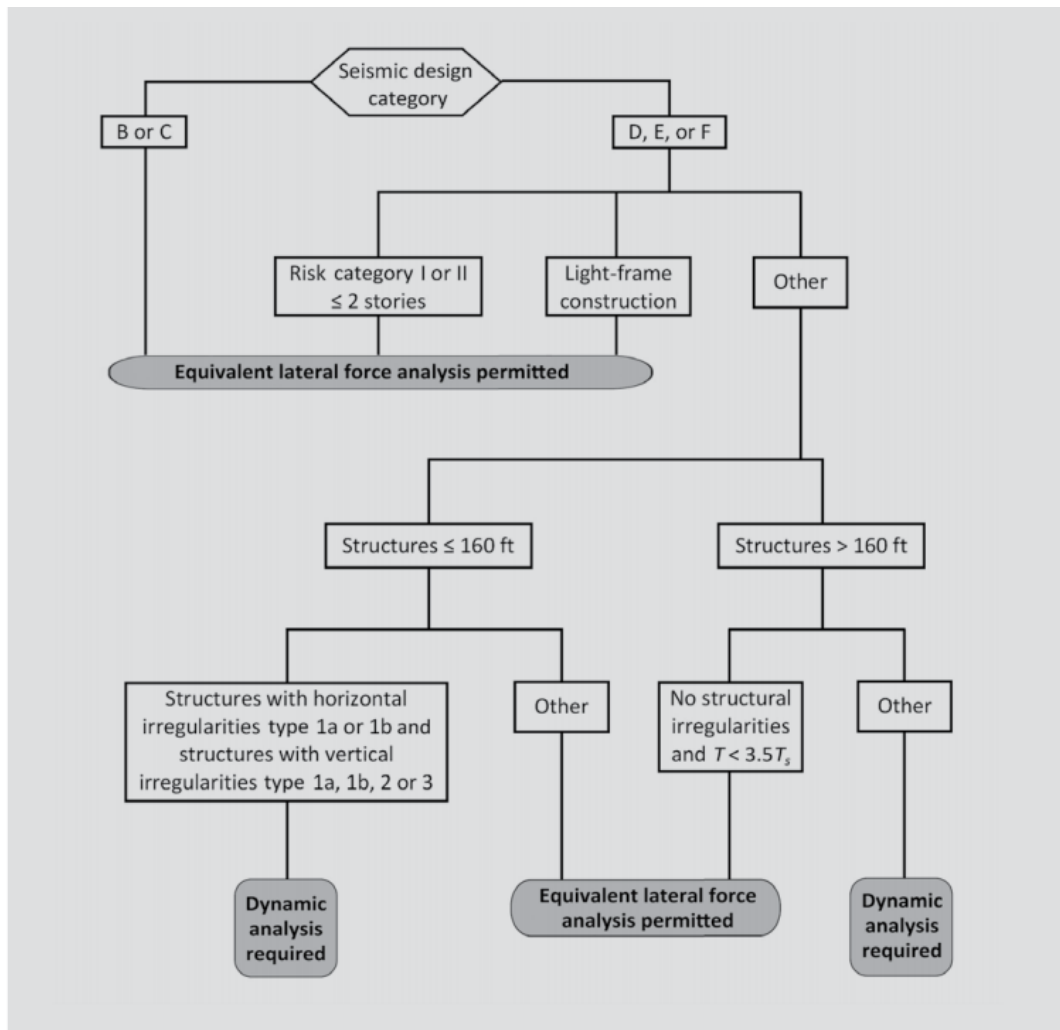 Seismic design
category
B or C
D, E, or F
Risk category I or II
≤ 2 stories
Light-frame
construction
Other
Equivalent lateral force analysis permitted
Structures ≤ 160 ft
Structures > 160 ft
Structures with horizontal
irregularities type 1a or 1b and
structures with vertical
irregularities type 1a, 1b, 2 or 3
Other
No structural
irregularities
and T < 3.5Tₛ
Other
Dynamic
analysis
required
Equivalent lateral force
analysis permitted
Dynamic
analysis
required